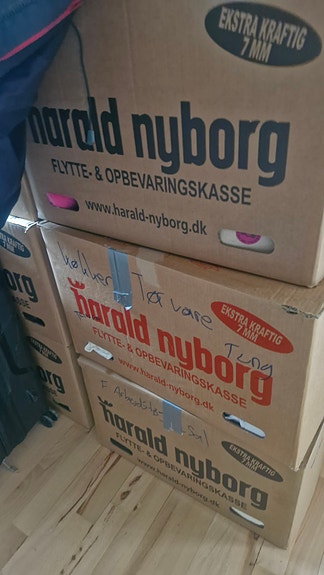 EKSTRA KRAFTIG
7 MM
harald nyborg
FLYTTE- & OPBEVARINGSKASSE
www.harald-nyborg.dk
køkken Tør vare
EKSTRA KRAFTIG
7 MM
Tung
harald nyborg
FLYTTE- & OPBEVARINGSKASSE
www.harald-nyborg.dk
EKSTRA KRAFTIG
7 MM
harald nyborg
FLYTTE- & OPBEVARINGSKASSE
www.harald-nyborg.dk